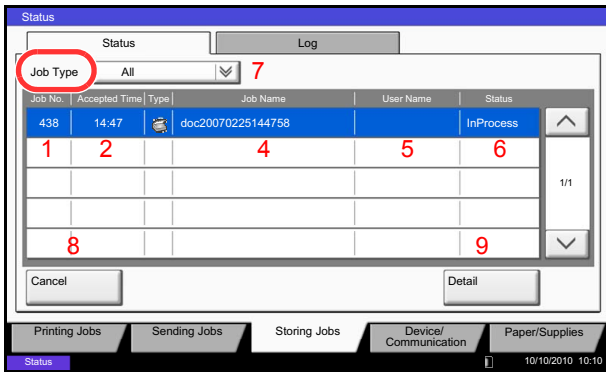 Status
Status Log
Job Type All 7
Job No. Accepted Time Type Job Name User Name Status
438 14:47 doc20070225144758 InProcess
1 2 4 5 6
1/1
8 9
Cancel Detail
Printing Jobs Sending Jobs Storing Jobs Device/ Communication Paper/Supplies
Status 10/10/2010 10:10